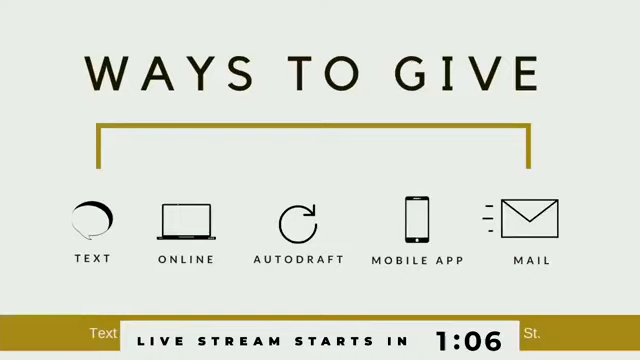 WAYS TO GIVE
TEXT ONLINE AUTODRAFT MOBILE APP MAIL
Text St.
LIVE STREAM STARTS IN 1:06